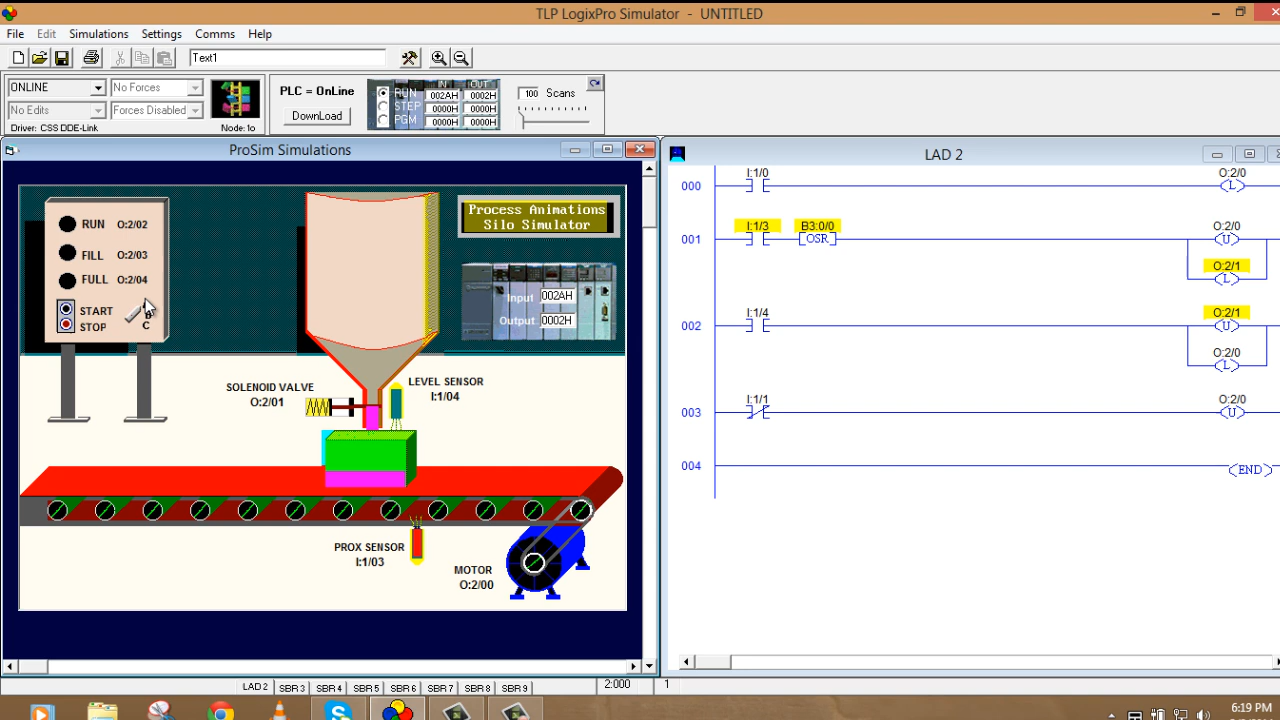 TLP LogixPro Simulator - UNTITLED
File Edit Simulations Settings Comms Help
Text1
ONLINE No Forces
No Edits Forces Disabled
Driver: CSS DDE-Link Node: 1o
PLC = OnLine
DownLoad
IN OUT
RUN 002AH 0002H
STEP 0000H 0000H
PGM 0000H 0000H
100 Scans
ProSim Simulations
RUN O:2/02
FILL O:2/03
FULL O:2/04
START
STOP
C
Process Animations
Silo Simulator
Input 002AH
Output 0002H
SOLENOID VALVE
O:2/01
LEVEL SENSOR
I:1/04
PROX SENSOR
I:1/03
MOTOR
O:2/00
LAD 2
000 I:1/0 O:2/0
L
001 I:1/3 B3:0/0 O:2/0
OSR U
O:2/1
L
002 I:1/4 O:2/1
U
O:2/0
L
003 I:1/1 O:2/0
U
004 END
LAD 2 SBR 3 SBR 4 SBR 5 SBR 6 SBR 7 SBR 8 SBR 9 2:000 1
6:19 PM